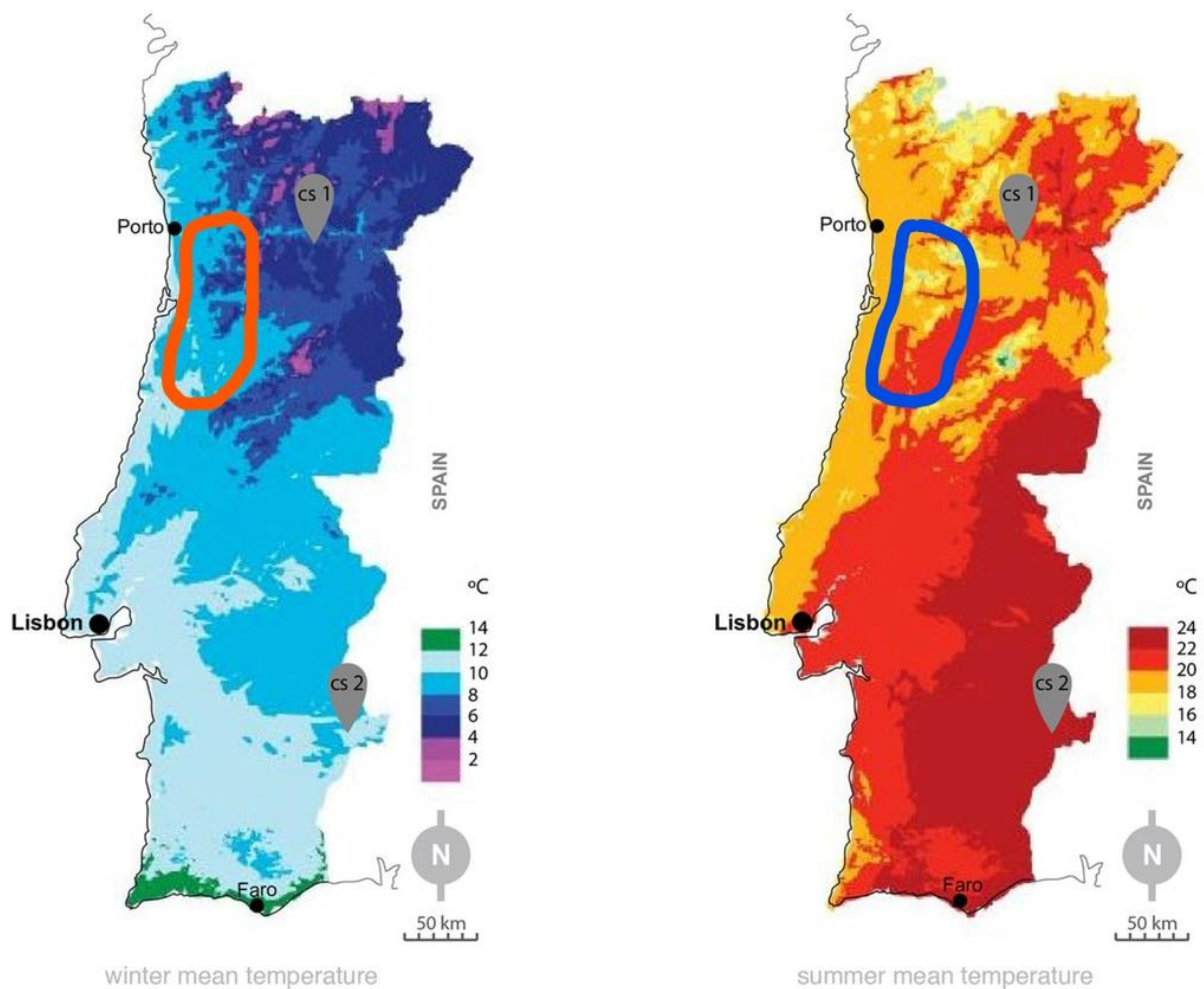 cs 1
Porto
SPAIN
ºC
Lisbon
14
12
10
8
6
4
2
cs 2
N
Faro
50 km
winter mean temperature
cs 1
Porto
SPAIN
ºC
Lisbon
24
22
20
18
16
14
cs 2
N
Faro
50 km
summer mean temperature